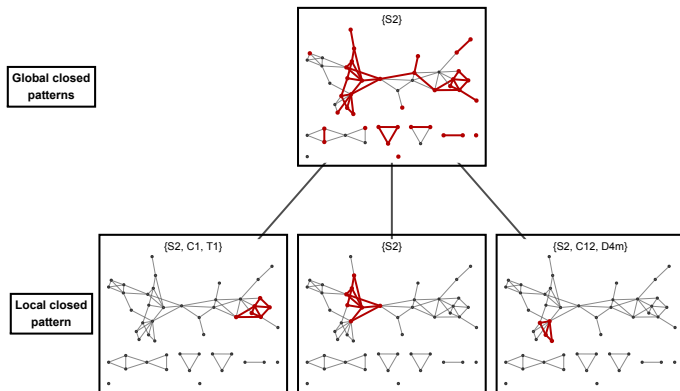 {S2}
Global closed
patterns
{S2, C1, T1}
{S2}
{S2, C12, D4m}
Local closed
pattern